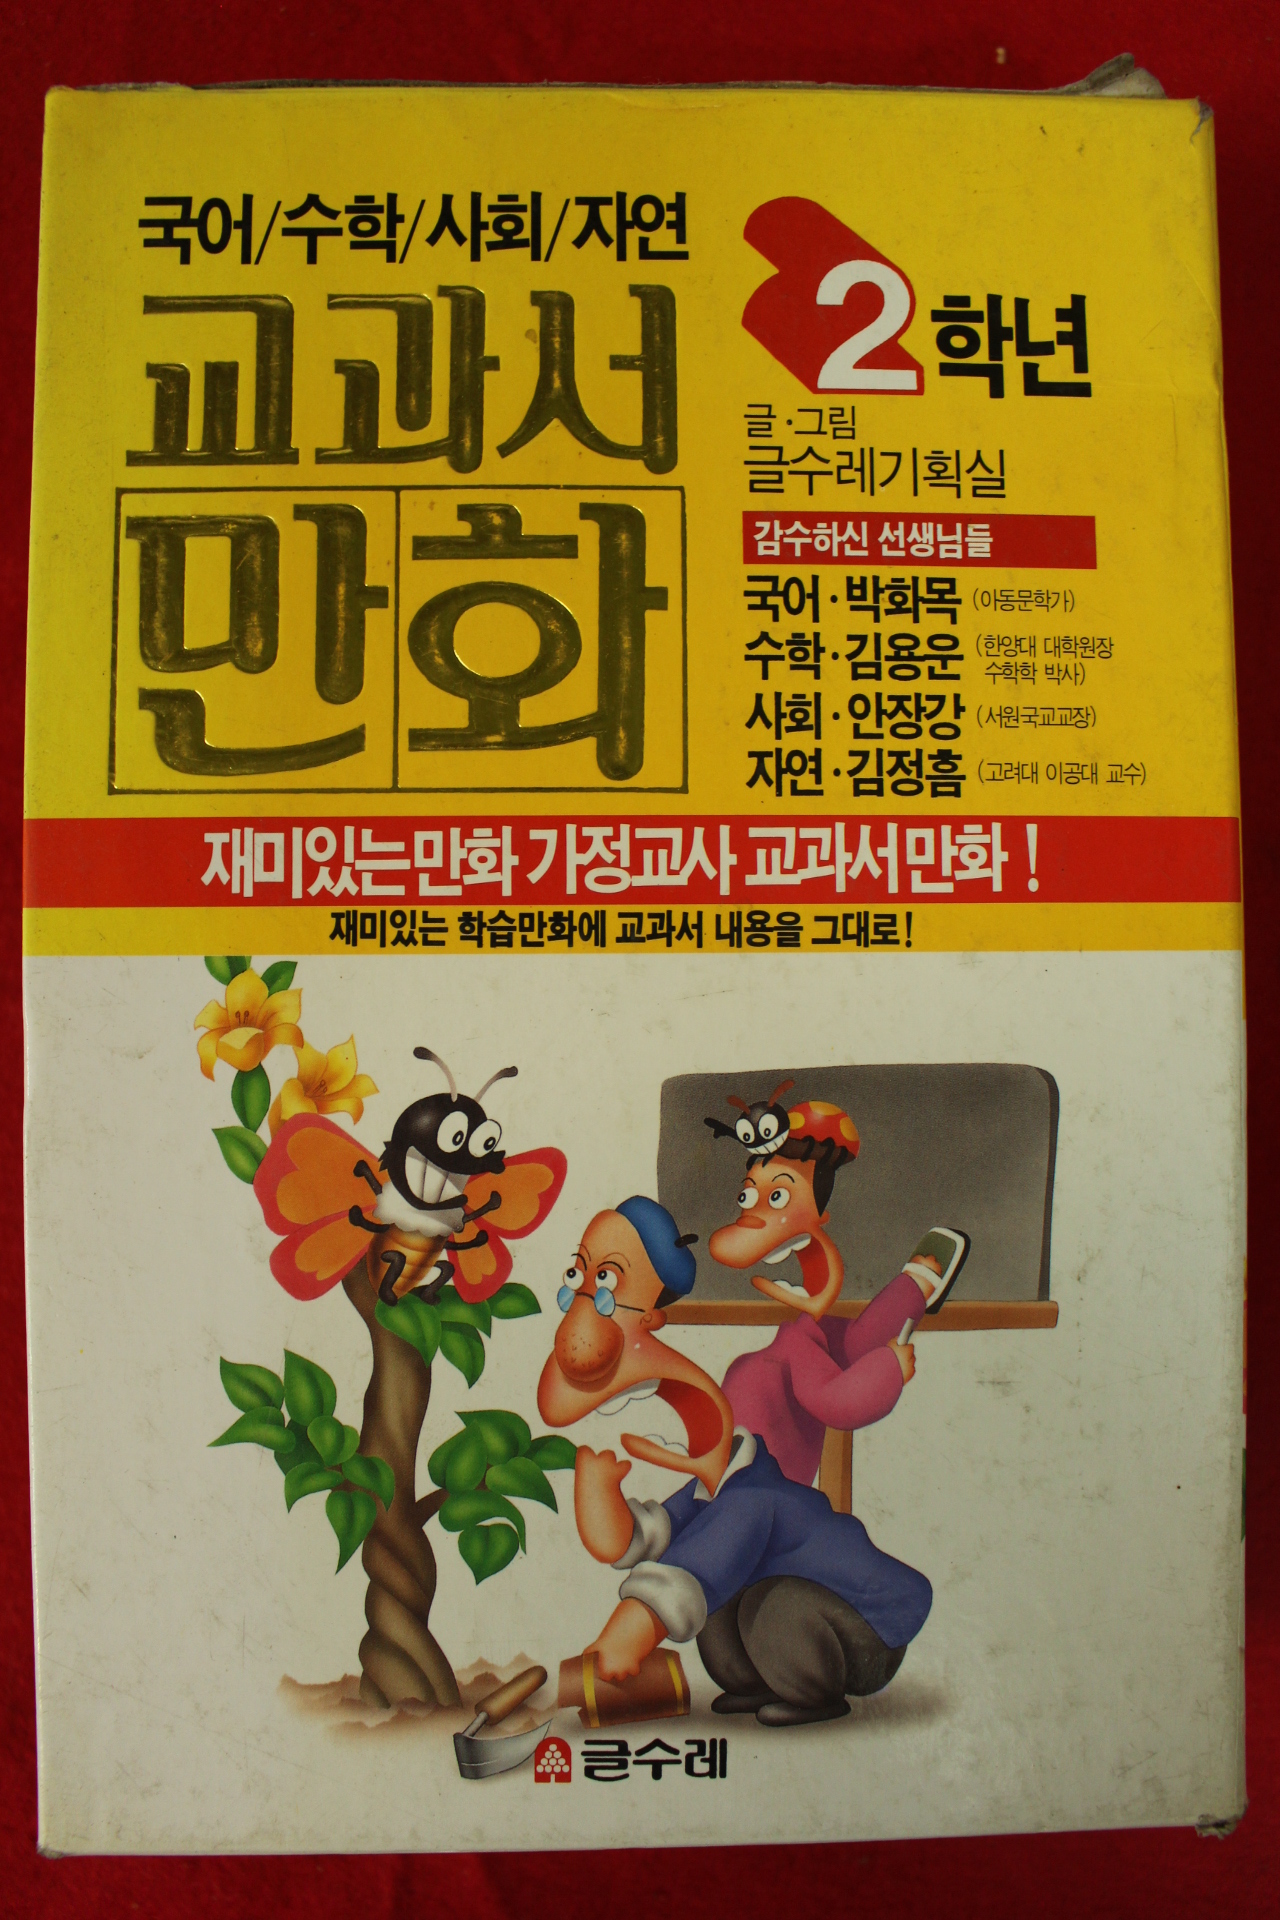 국어/수학/사회/자연
교과서
만화
2학년
글·그림
글수레기획실
감수하신 선생님들
국어·박화목 (아동문학가)
수학·김용운 (한양대 대학원장
수학학 박사)
사회·안장강 (서원국교교장)
자연·김정흠 (고려대 이공대 교수)
재미있는만화 가정교사 교과서만화!
재미있는 학습만화에 교과서 내용을 그대로!
글수레